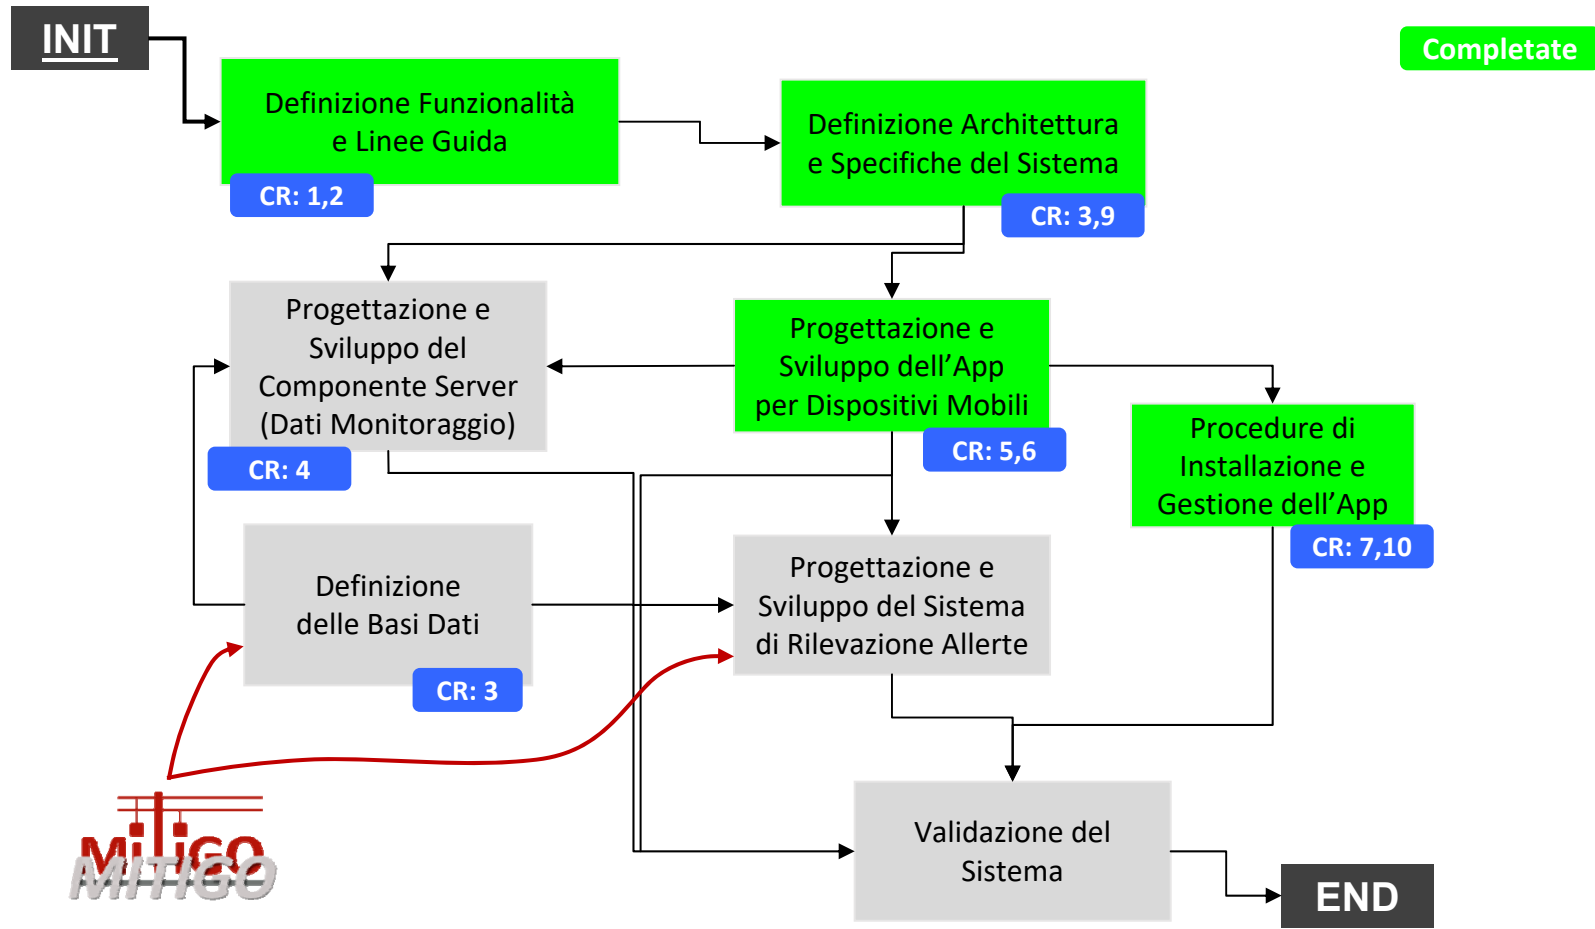 INIT
Completate
Definizione Funzionalità
e Linee Guida
CR: 1,2
Definizione Architettura
e Specifiche del Sistema
CR: 3,9
Progettazione e
Sviluppo del
Componente Server
(Dati Monitoraggio)
CR: 4
Progettazione e
Sviluppo dell’App
per Dispositivi Mobili
CR: 5,6
Procedure di
Installazione e
Gestione dell’App
CR: 7,10
Definizione
delle Basi Dati
CR: 3
Progettazione e
Sviluppo del Sistema
di Rilevazione Allerte
MiTiGO
MITIGO
Validazione del
Sistema
END